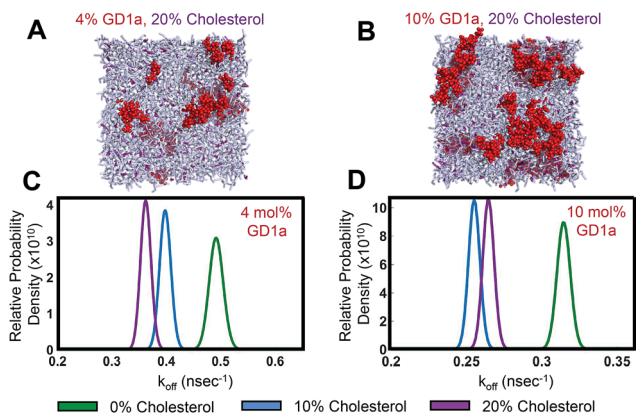 A
4% GD1a, 20% Cholesterol
B
10% GD1a, 20% Cholesterol
C
4 mol%
GD1a
Relative Probability
Density (x10¹⁰)
4
3
2
1
0
0.2 0.3 0.4 0.5 0.6
k_off (nsec⁻¹)
D
10 mol%
GD1a
Relative Probability
Density (x10¹⁰)
10
8
6
4
2
0
0.2 0.25 0.3 0.35
k_off (nsec⁻¹)
0% Cholesterol 10% Cholesterol 20% Cholesterol